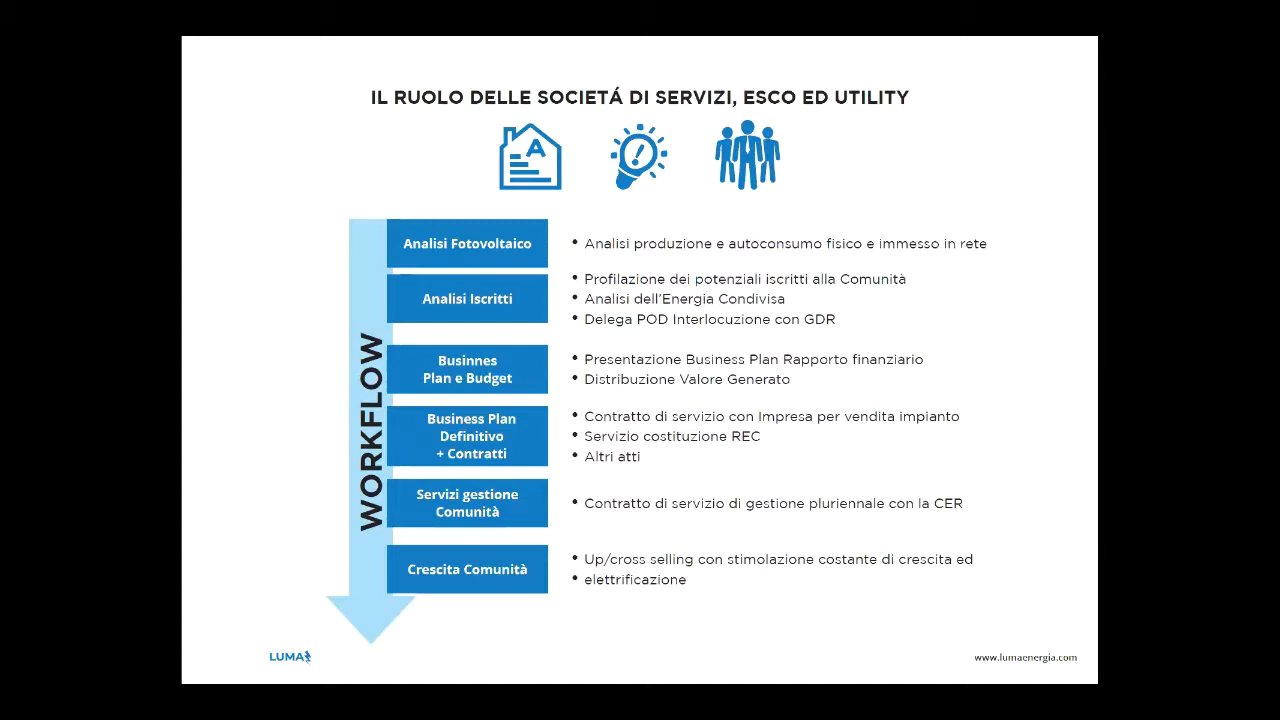 IL RUOLO DELLE SOCIETÁ DI SERVIZI, ESCO ED UTILITY
A
WORKFLOW
Analisi Fotovoltaico
• Analisi produzione e autoconsumo fisico e immesso in rete
Analisi Iscritti
• Profilazione dei potenziali iscritti alla Comunità
• Analisi dell'Energia Condivisa
• Delega POD Interlocuzione con GDR
Businnes
Plan e Budget
• Presentazione Business Plan Rapporto finanziario
• Distribuzione Valore Generato
Business Plan
Definitivo
+ Contratti
• Contratto di servizio con Impresa per vendita impianto
• Servizio costituzione REC
• Altri atti
Servizi gestione
Comunità
• Contratto di servizio di gestione pluriennale con la CER
Crescita Comunità
• Up/cross selling con stimolazione costante di crescita ed
• elettrificazione
LUMA
www.lumaenergia.com